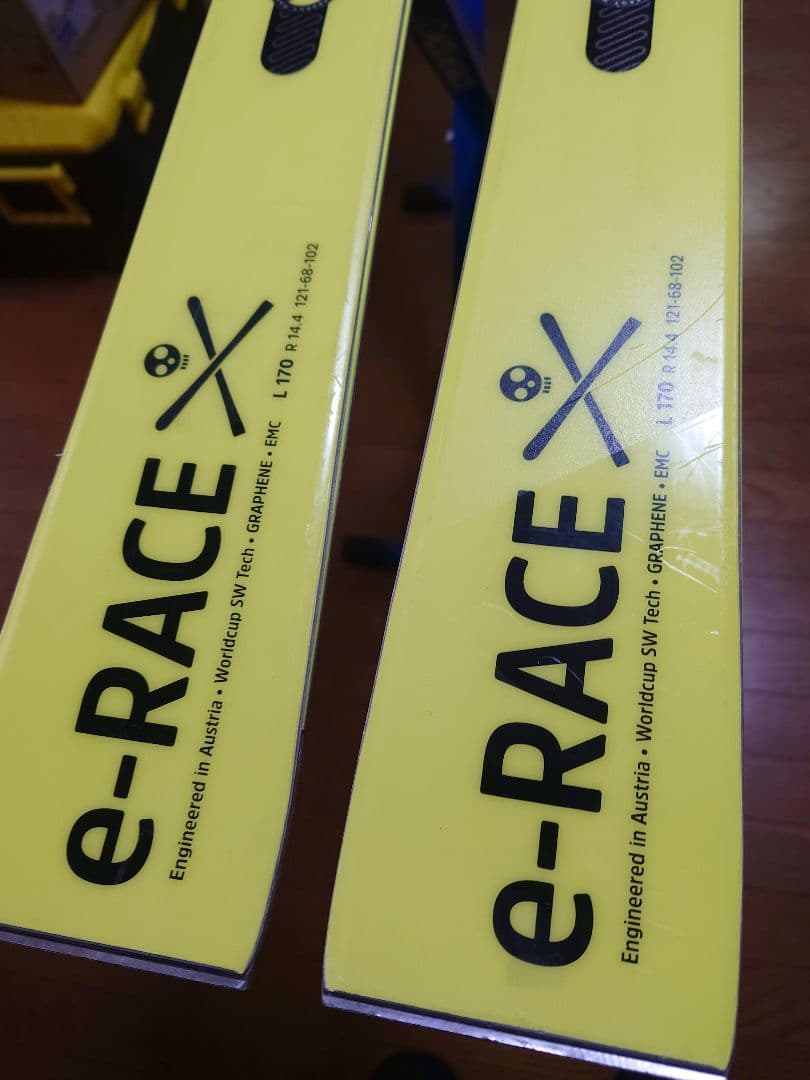 e-RACE
Engineered in Austria • Worldcup SW Tech • GRAPHENE • EMC L 170 R 14.4 121-68-102
e-RACE
Engineered in Austria • Worldcup SW Tech • GRAPHENE • EMC L 170 R 14.4 121-68-102